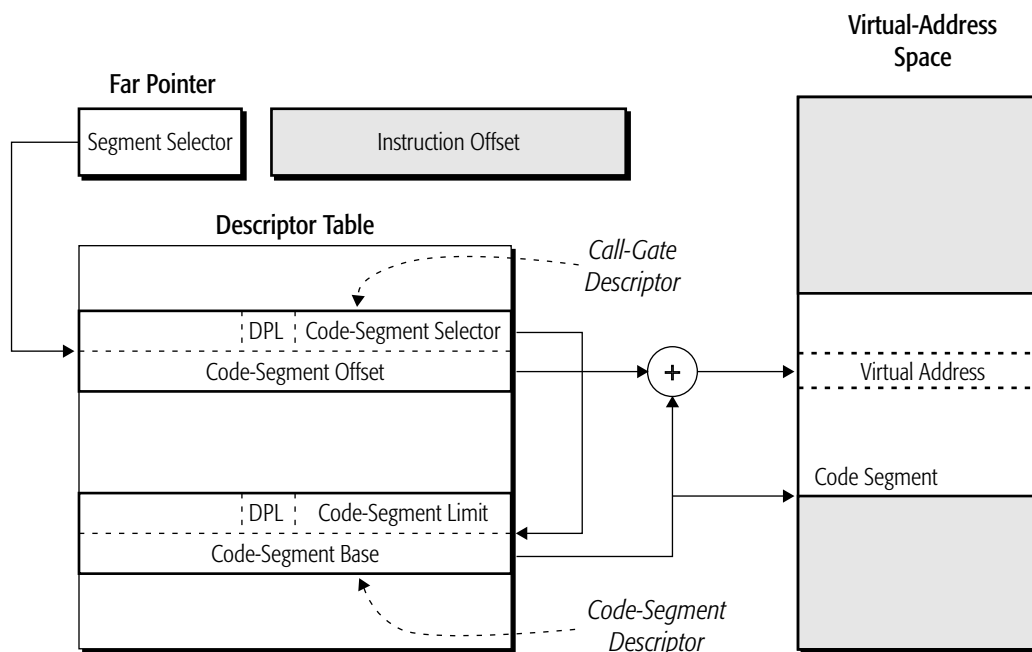 Virtual-Address
Space
Far Pointer
Segment Selector
Instruction Offset
Descriptor Table
Call-Gate
Descriptor
DPL
Code-Segment Selector
Code-Segment Offset
+
Virtual Address
Code Segment
DPL
Code-Segment Limit
Code-Segment Base
Code-Segment
Descriptor